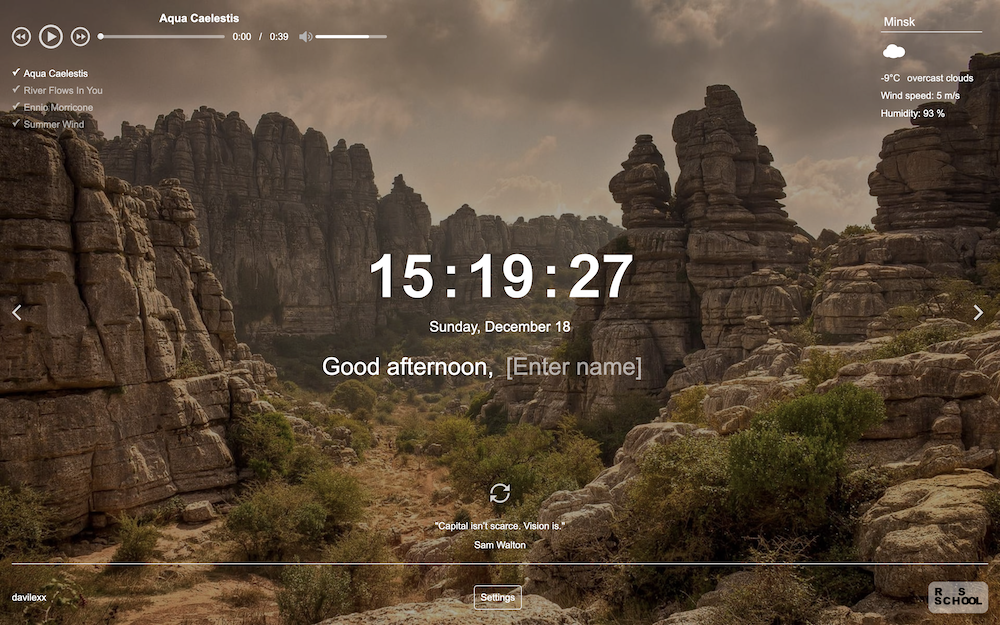 Aqua Caelestis
0:00 / 0:39
Aqua Caelestis
River Flows In You
Ennio Morricone
Summer Wind
Minsk
-9°C overcast clouds
Wind speed: 5 m/s
Humidity: 93 %
15:19:27
Sunday, December 18
Good afternoon, [Enter name]
"Capital isn't scarce. Vision is."
Sam Walton
davilexx
Settings
R S
SCHOOL